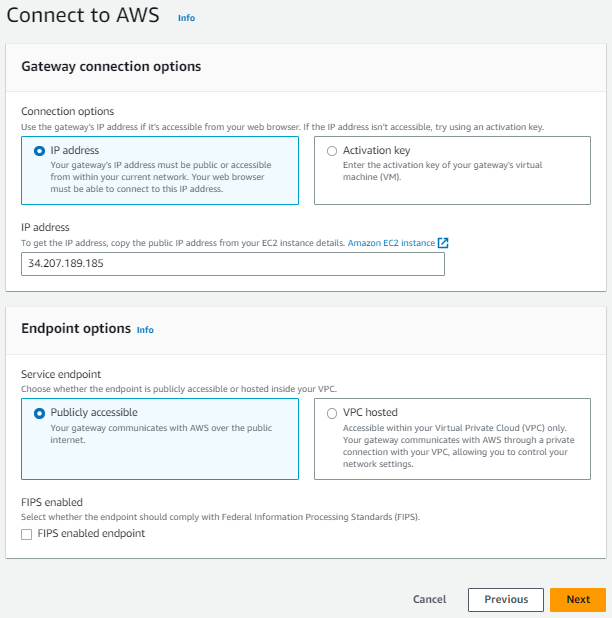 Connect to AWS Info
Gateway connection options
Connection options
Use the gateway's IP address if it's accessible from your web browser. If the IP address isn't accessible, try using an activation key.
IP address
Your gateway's IP address must be public or accessible
from within your current network. Your web browser
must be able to connect to this IP address.
Activation key
Enter the activation key of your gateway's virtual
machine (VM).
IP address
To get the IP address, copy the public IP address from your EC2 instance details. Amazon EC2 instance
34.207.189.185
Endpoint options Info
Service endpoint
Choose whether the endpoint is publicly accessible or hosted inside your VPC.
Publicly accessible
Your gateway communicates with AWS over the public
internet.
VPC hosted
Accessible within your Virtual Private Cloud (VPC) only.
Your gateway communicates with AWS through a private
connection with your VPC, allowing you to control your
network settings.
FIPS enabled
Select whether the endpoint should comply with Federal Information Processing Standards (FIPS).
FIPS enabled endpoint
Cancel Previous Next